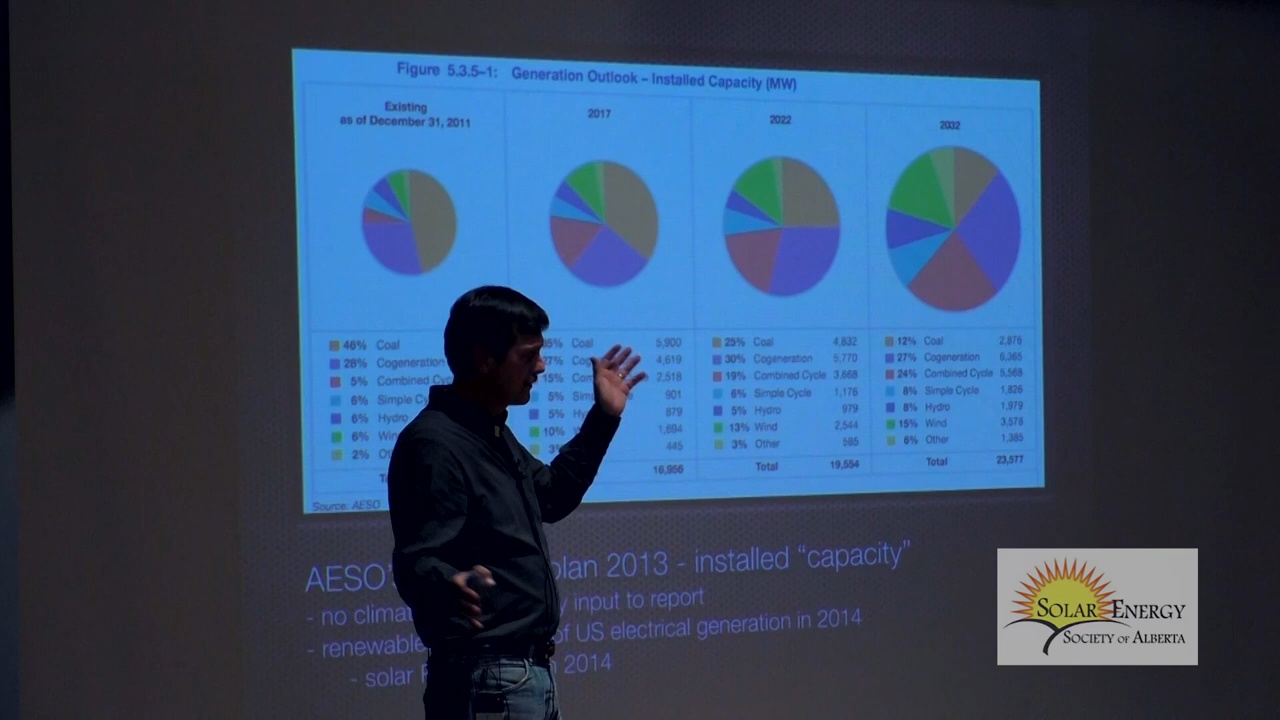 Figure 5.3.5–1: Generation Outlook – Installed Capacity (MW)
Existing
as of December 31, 2011
46% Coal
28% Cogeneration
5% Combined Cyc
6% Simple Cy
6% Hydro
6% Win
2% Ot
Source: AESO
2017
Coal 5,900
4,619
15% 2,518
5% 901
5% Hy 879
10% 1,694
445
16,956
2022
25% Coal 4,832
30% Cogeneration 5,770
19% Combined Cycle 3,668
6% Simple Cycle 1,176
5% Hydro 979
13% Wind 2,544
3% Other 585
Total 19,554
2032
12% Coal 2,876
27% Cogeneration 6,365
24% Combined Cycle 5,568
8% Simple Cycle 1,826
8% Hydro 1,979
15% Wind 3,578
6% Other 1,385
Total 23,577
AESO' plan 2013 - installed “capacity”
- no climat y input to report
- renewable of US electrical generation in 2014
- solar 2014
SOLAR ENERGY
SOCIETY OF ALBERTA